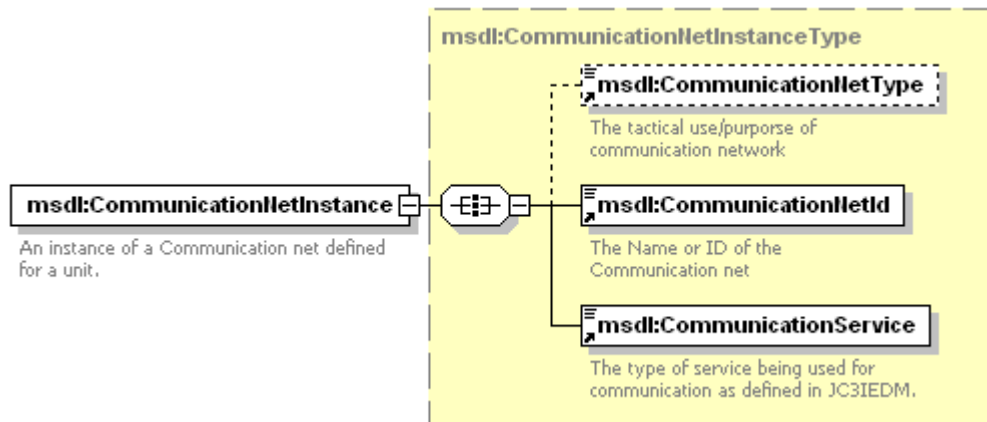 msdl:CommunicationNetInstanceType
msdl:CommunicationNetType
The tactical use/purporse of
communication network
msdl:CommunicationNetInstance
An instance of a Communication net defined
for a unit.
msdl:CommunicationNetId
The Name or ID of the
Communication net
msdl:CommunicationService
The type of service being used for
communication as defined in JC3IEDM.